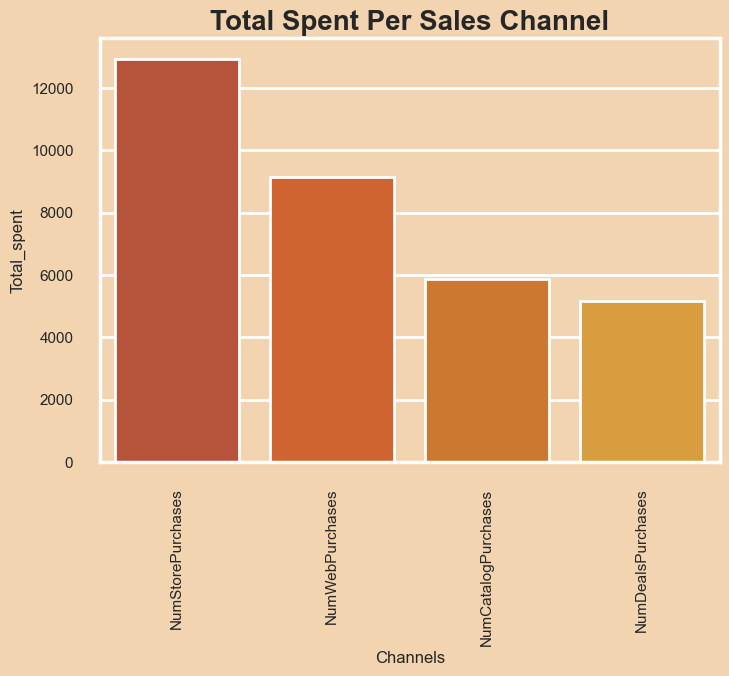 Total Spent Per Sales Channel
Total_spent
12000
10000
8000
6000
4000
2000
0
NumStorePurchases
NumWebPurchases
NumCatalogPurchases
NumDealsPurchases
Channels